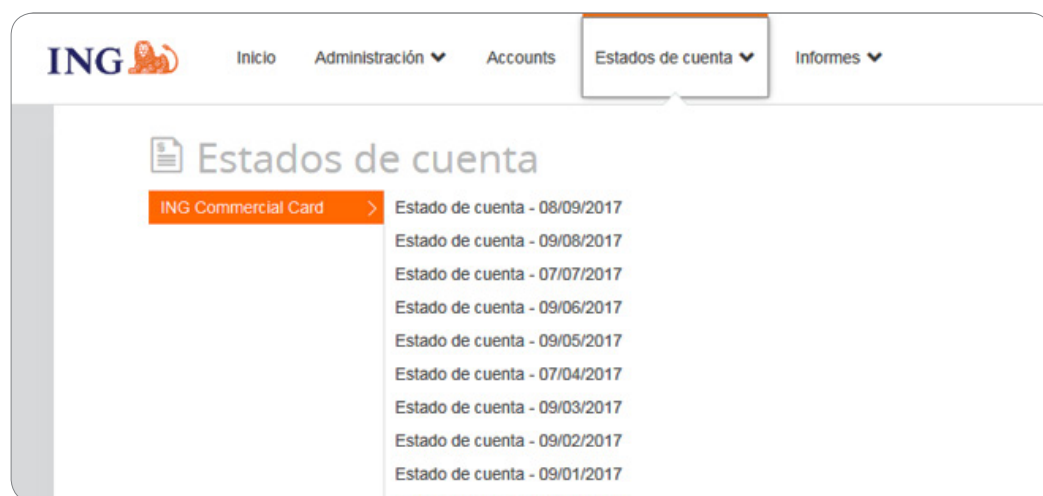 ING Inicio Administración Accounts Estados de cuenta Informes
Estados de cuenta
ING Commercial Card
Estado de cuenta - 08/09/2017
Estado de cuenta - 09/08/2017
Estado de cuenta - 07/07/2017
Estado de cuenta - 09/06/2017
Estado de cuenta - 09/05/2017
Estado de cuenta - 07/04/2017
Estado de cuenta - 09/03/2017
Estado de cuenta - 09/02/2017
Estado de cuenta - 09/01/2017